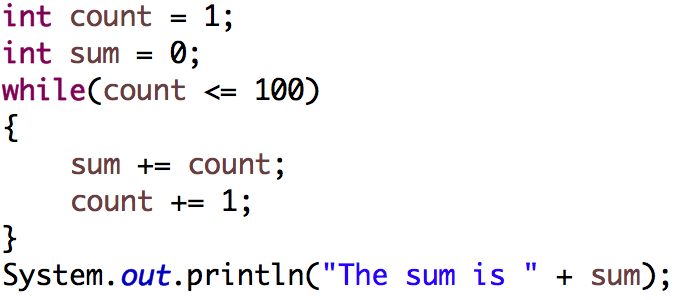 int count = 1;
int sum = 0;
while(count <= 100)
{
    sum += count;
    count += 1;
}
System.out.println("The sum is " + sum);